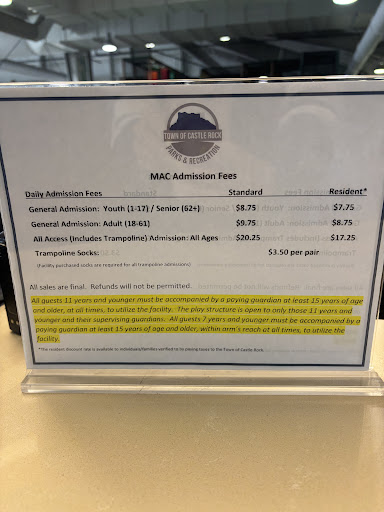 TOWN OF CASTLE ROCK
PARKS & RECREATION
MAC Admission Fees
Daily Admission Fees Standard Resident*
General Admission: Youth (1-17) / Senior (62+) $8.75 $7.75
General Admission: Adult (18-61) $9.75 $8.75
All Access (Includes Trampoline) Admission: All Ages $20.25 $17.25
Trampoline Socks: $3.50 per pair
(Facility purchased socks are required for all trampoline admissions)
All sales are final. Refunds will not be permitted.
All guests 11 years and younger must be accompanied by a paying guardian at least 15 years of age
and older, at all times, to utilize the facility. The play structure is open to only those 11 years and
younger and their supervising guardians. All guests 7 years and younger must be accompanied by a
paying guardian at least 15 years of age and older, within arm's reach at all times, to utilize the
facility.
*The resident discount rate is available to individuals/families verified to be paying taxes to the Town of Castle Rock.